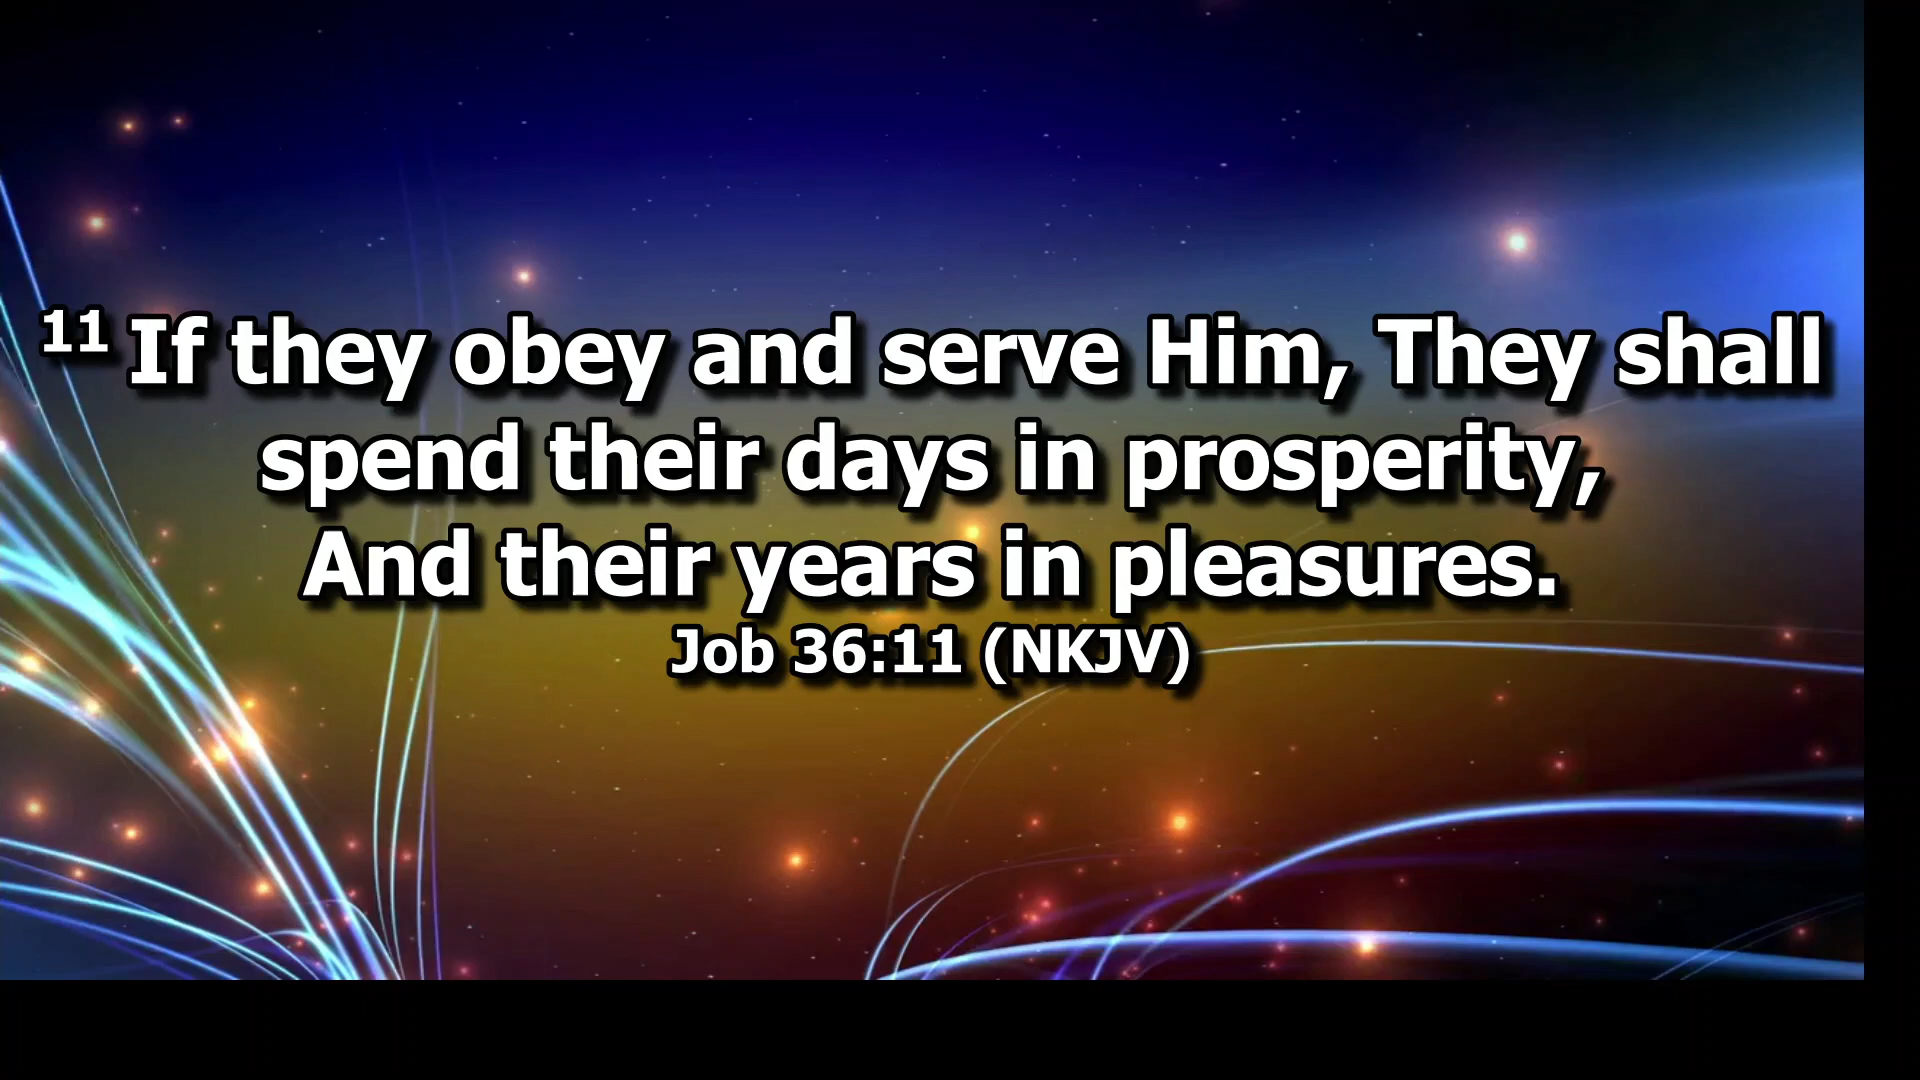 11 If they obey and serve Him, They shall
spend their days in prosperity,
And their years in pleasures.
Job 36:11 (NKJV)